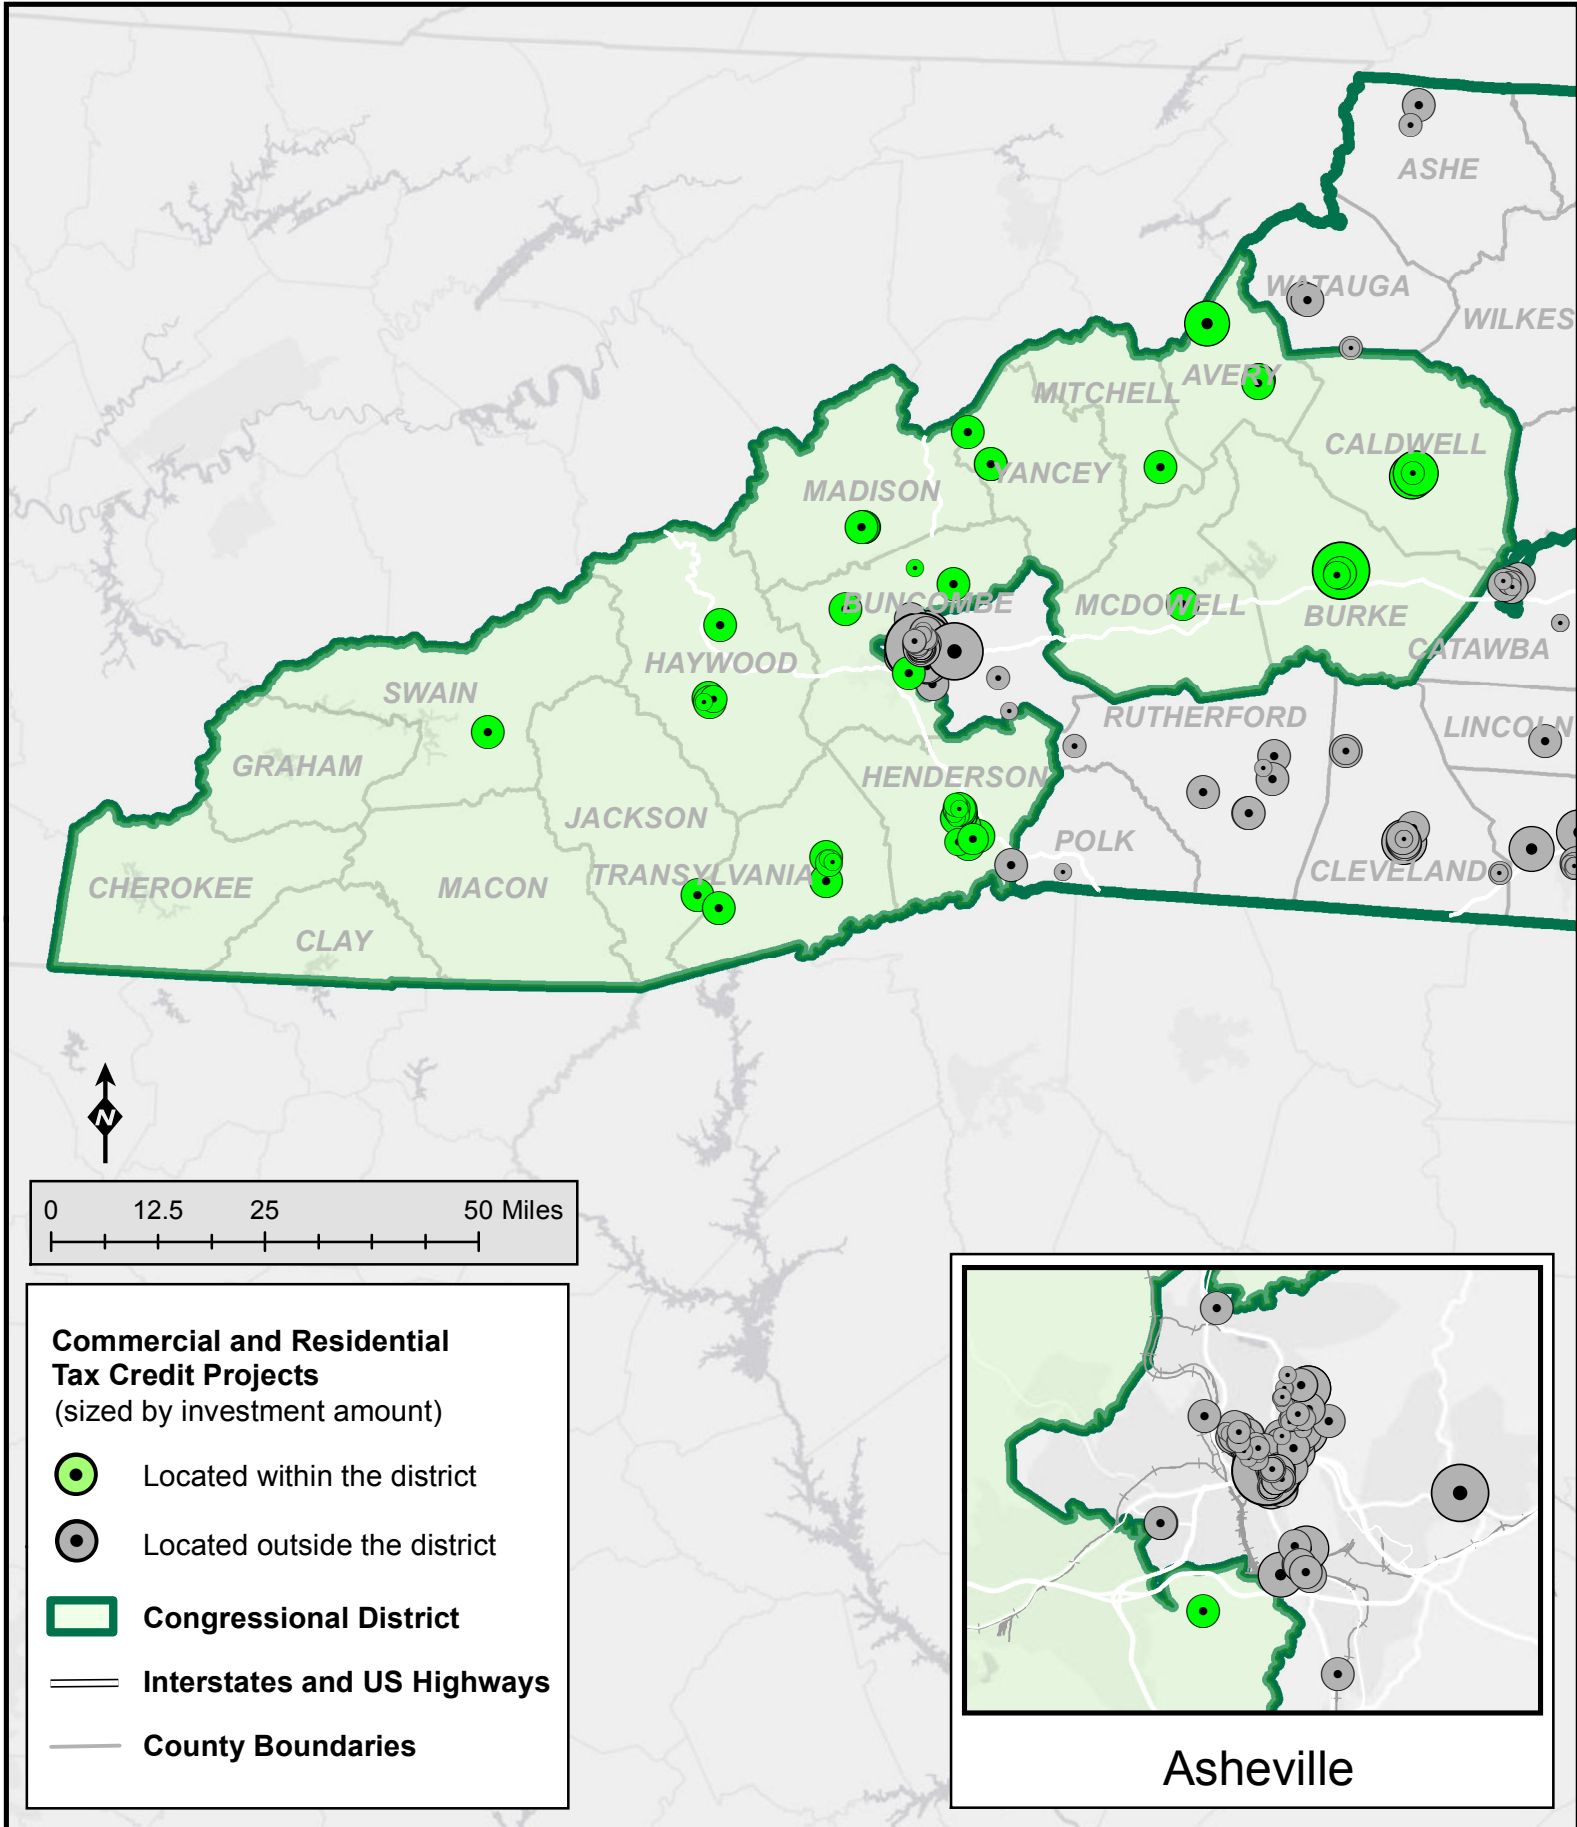 ASHE
WATAUGA
WILKES
AVERY
MITCHELL
CALDWELL
YANCEY
MADISON
BUNCOMBE
MCDOWELL
BURKE
CATAWBA
HAYWOOD
SWAIN
RUTHERFORD
LINCOLN
GRAHAM
HENDERSON
JACKSON
POLK
CHEROKEE
MACON
TRANSYLVANIA
CLEVELAND
CLAY
N
0 12.5 25 50 Miles
Commercial and Residential
Tax Credit Projects
(sized by investment amount)
Located within the district
Located outside the district
Congressional District
Interstates and US Highways
County Boundaries
Asheville